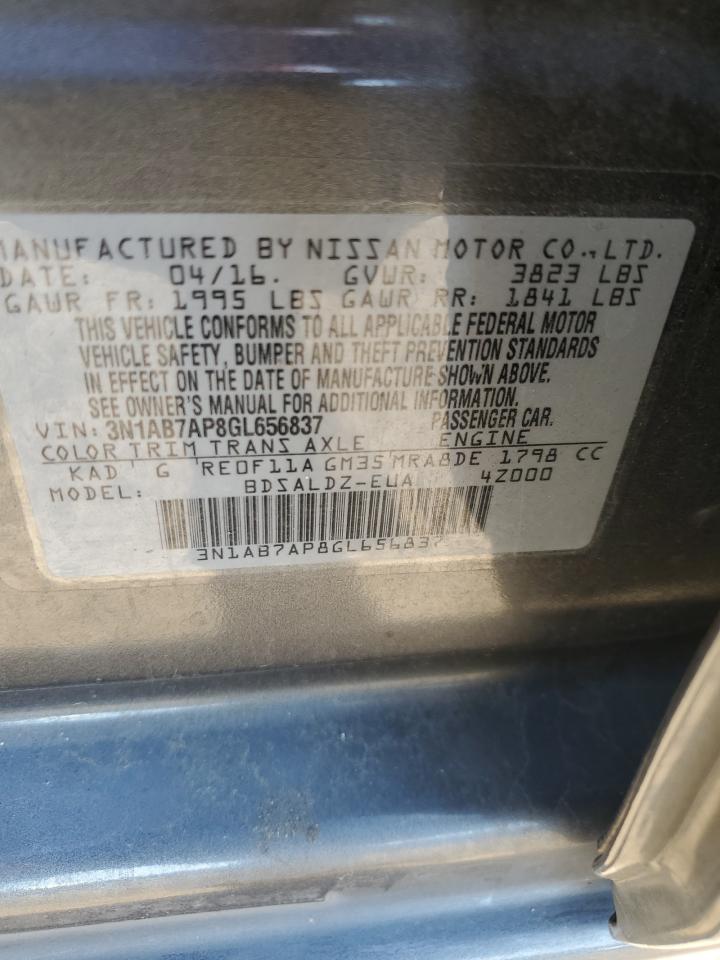 MANUFACTURED BY NISSAN MOTOR CO., LTD.
DATE: 04/16. GVWR: 3823 LBS
GAWR FR: 1995 LBS GAWR RR: 1841 LBS
THIS VEHICLE CONFORMS TO ALL APPLICABLE FEDERAL MOTOR
VEHICLE SAFETY, BUMPER AND THEFT PREVENTION STANDARDS
IN EFFECT ON THE DATE OF MANUFACTURE SHOWN ABOVE.
SEE OWNER'S MANUAL FOR ADDITIONAL INFORMATION.
VIN: 3N1AB7AP8GL656837 PASSENGER CAR.
COLOR TRIM TRANS AXLE ENGINE
KAD G RE0F11A GM35 MRA8DE 1798 CC
MODEL: BDSALDZ-EUA 4Z000
3N1AB7AP8GL656837